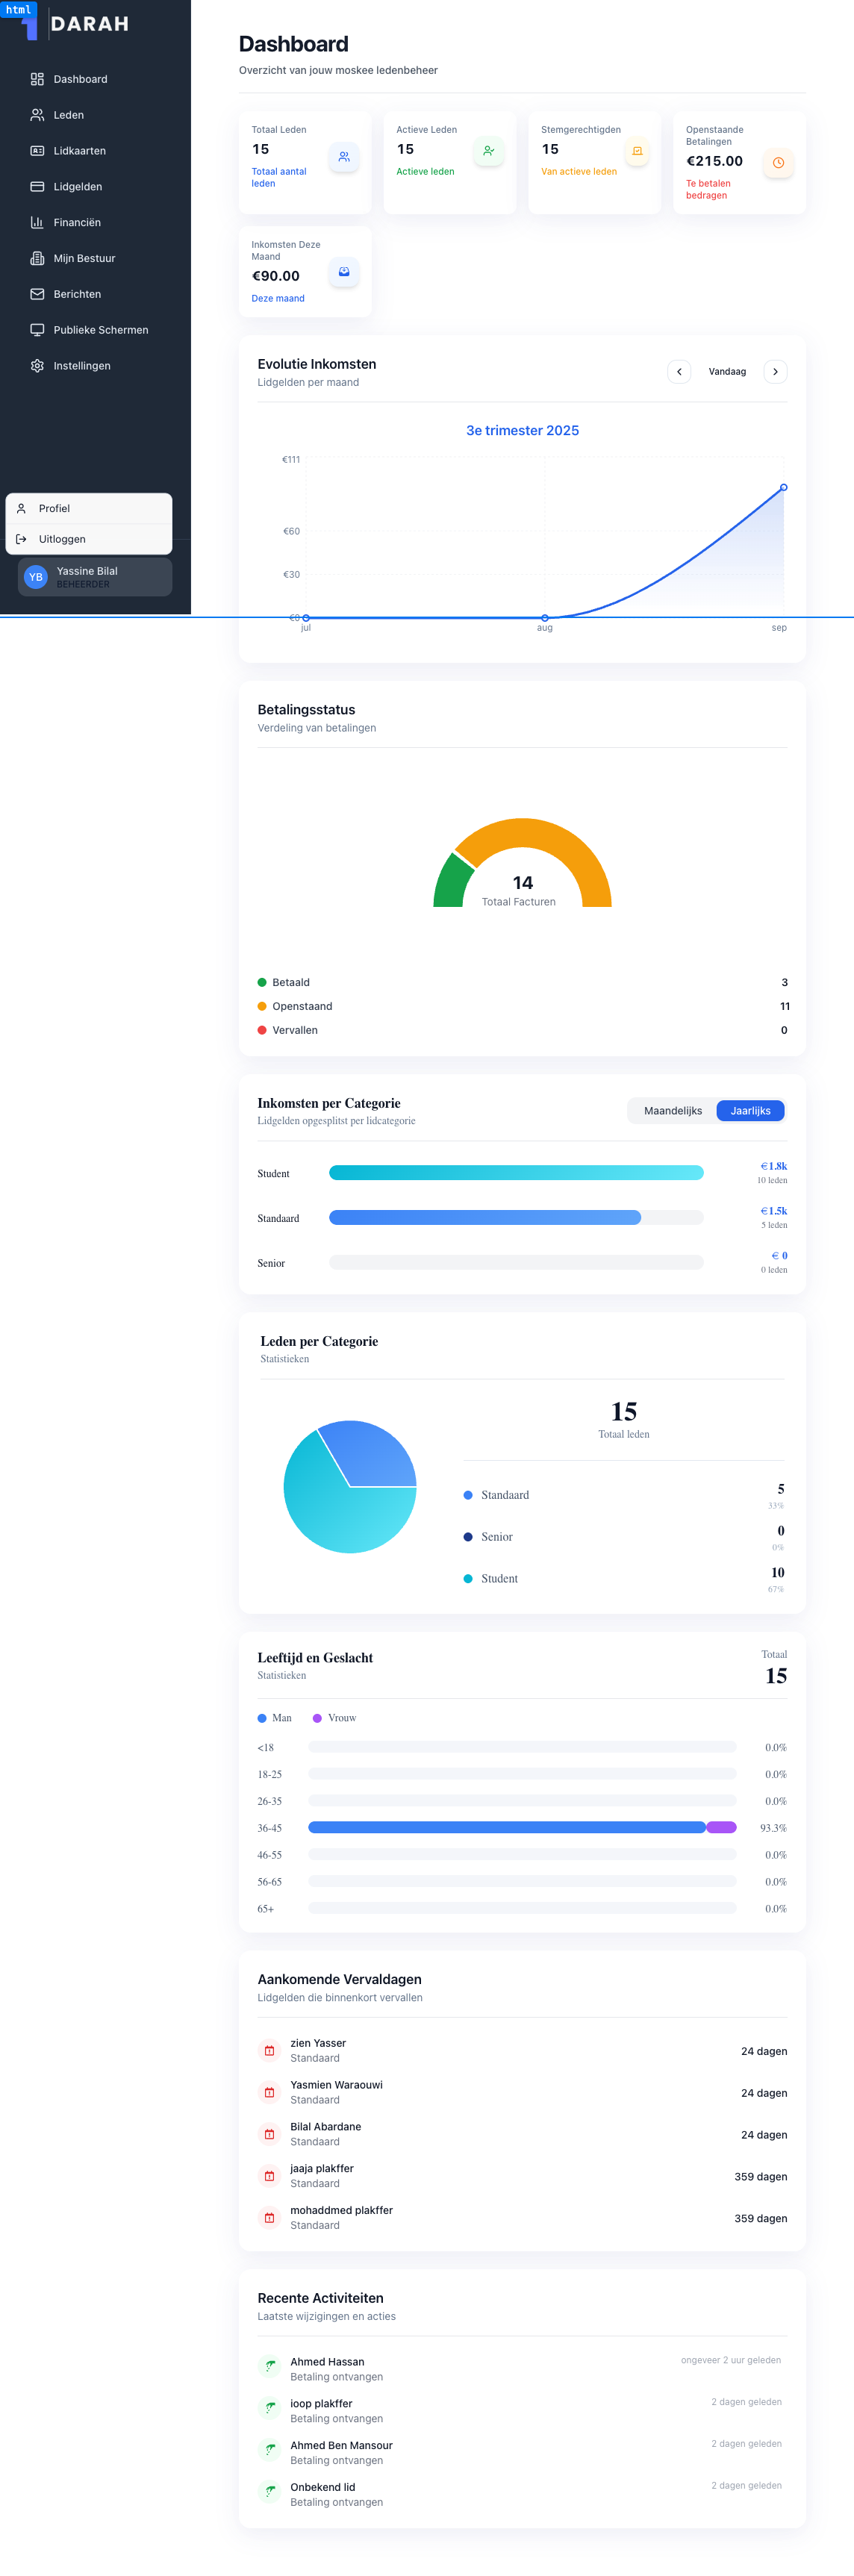 html
1 DARAH
Dashboard
Leden
Lidkaarten
Lidgelden
Financiën
Mijn Bestuur
Berichten
Publieke Schermen
Instellingen
Profiel
Uitloggen
YB
Yassine Bilal
BEHEERDER
Dashboard
Overzicht van jouw moskee ledenbeheer
Totaal Leden
15
Totaal aantal
leden
Actieve Leden
15
Actieve leden
Stemgerechtigden
15
Van actieve leden
Openstaande
Betalingen
€215.00
Te betalen
bedragen
Inkomsten Deze
Maand
€90.00
Deze maand
Evolutie Inkomsten
Lidgelden per maand
Vandaag
3e trimester 2025
€111
€60
€30
€0
jul
aug
sep
Betalingsstatus
Verdeling van betalingen
14
Totaal Facturen
Betaald 3
Openstaand 11
Vervallen 0
Inkomsten per Categorie
Lidgelden opgesplitst per lidcategorie
Maandelijks
Jaarlijks
Student
€1.8k
10 leden
Standaard
€1.5k
5 leden
Senior
€ 0
0 leden
Leden per Categorie
Statistieken
15
Totaal leden
Standaard
5
33%
Senior
0
0%
Student
10
67%
Leeftijd en Geslacht
Statistieken
Totaal
15
Man
Vrouw
<18 0.0%
18-25 0.0%
26-35 0.0%
36-45 93.3%
46-55 0.0%
56-65 0.0%
65+ 0.0%
Aankomende Vervaldagen
Lidgelden die binnenkort vervallen
zien Yasser
Standaard
24 dagen
Yasmien Waraouwi
Standaard
24 dagen
Bilal Abardane
Standaard
24 dagen
jaaja plakffer
Standaard
359 dagen
mohaddmed plakffer
Standaard
359 dagen
Recente Activiteiten
Laatste wijzigingen en acties
Ahmed Hassan
Betaling ontvangen
ongeveer 2 uur geleden
ioop plakffer
Betaling ontvangen
2 dagen geleden
Ahmed Ben Mansour
Betaling ontvangen
2 dagen geleden
Onbekend lid
Betaling ontvangen
2 dagen geleden